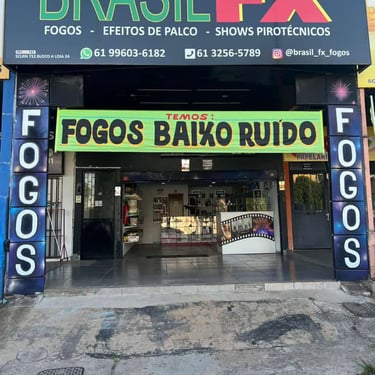 BRASIL FX
FOGOS - EFEITOS DE PALCO - SHOWS PIROTÉCNICOS
61 99603-6182
61 3256-5789
@brasil_fx_fogos
TEMOS:
FOGOS BAIXO RUÍDO
FOGOS
FOGOS